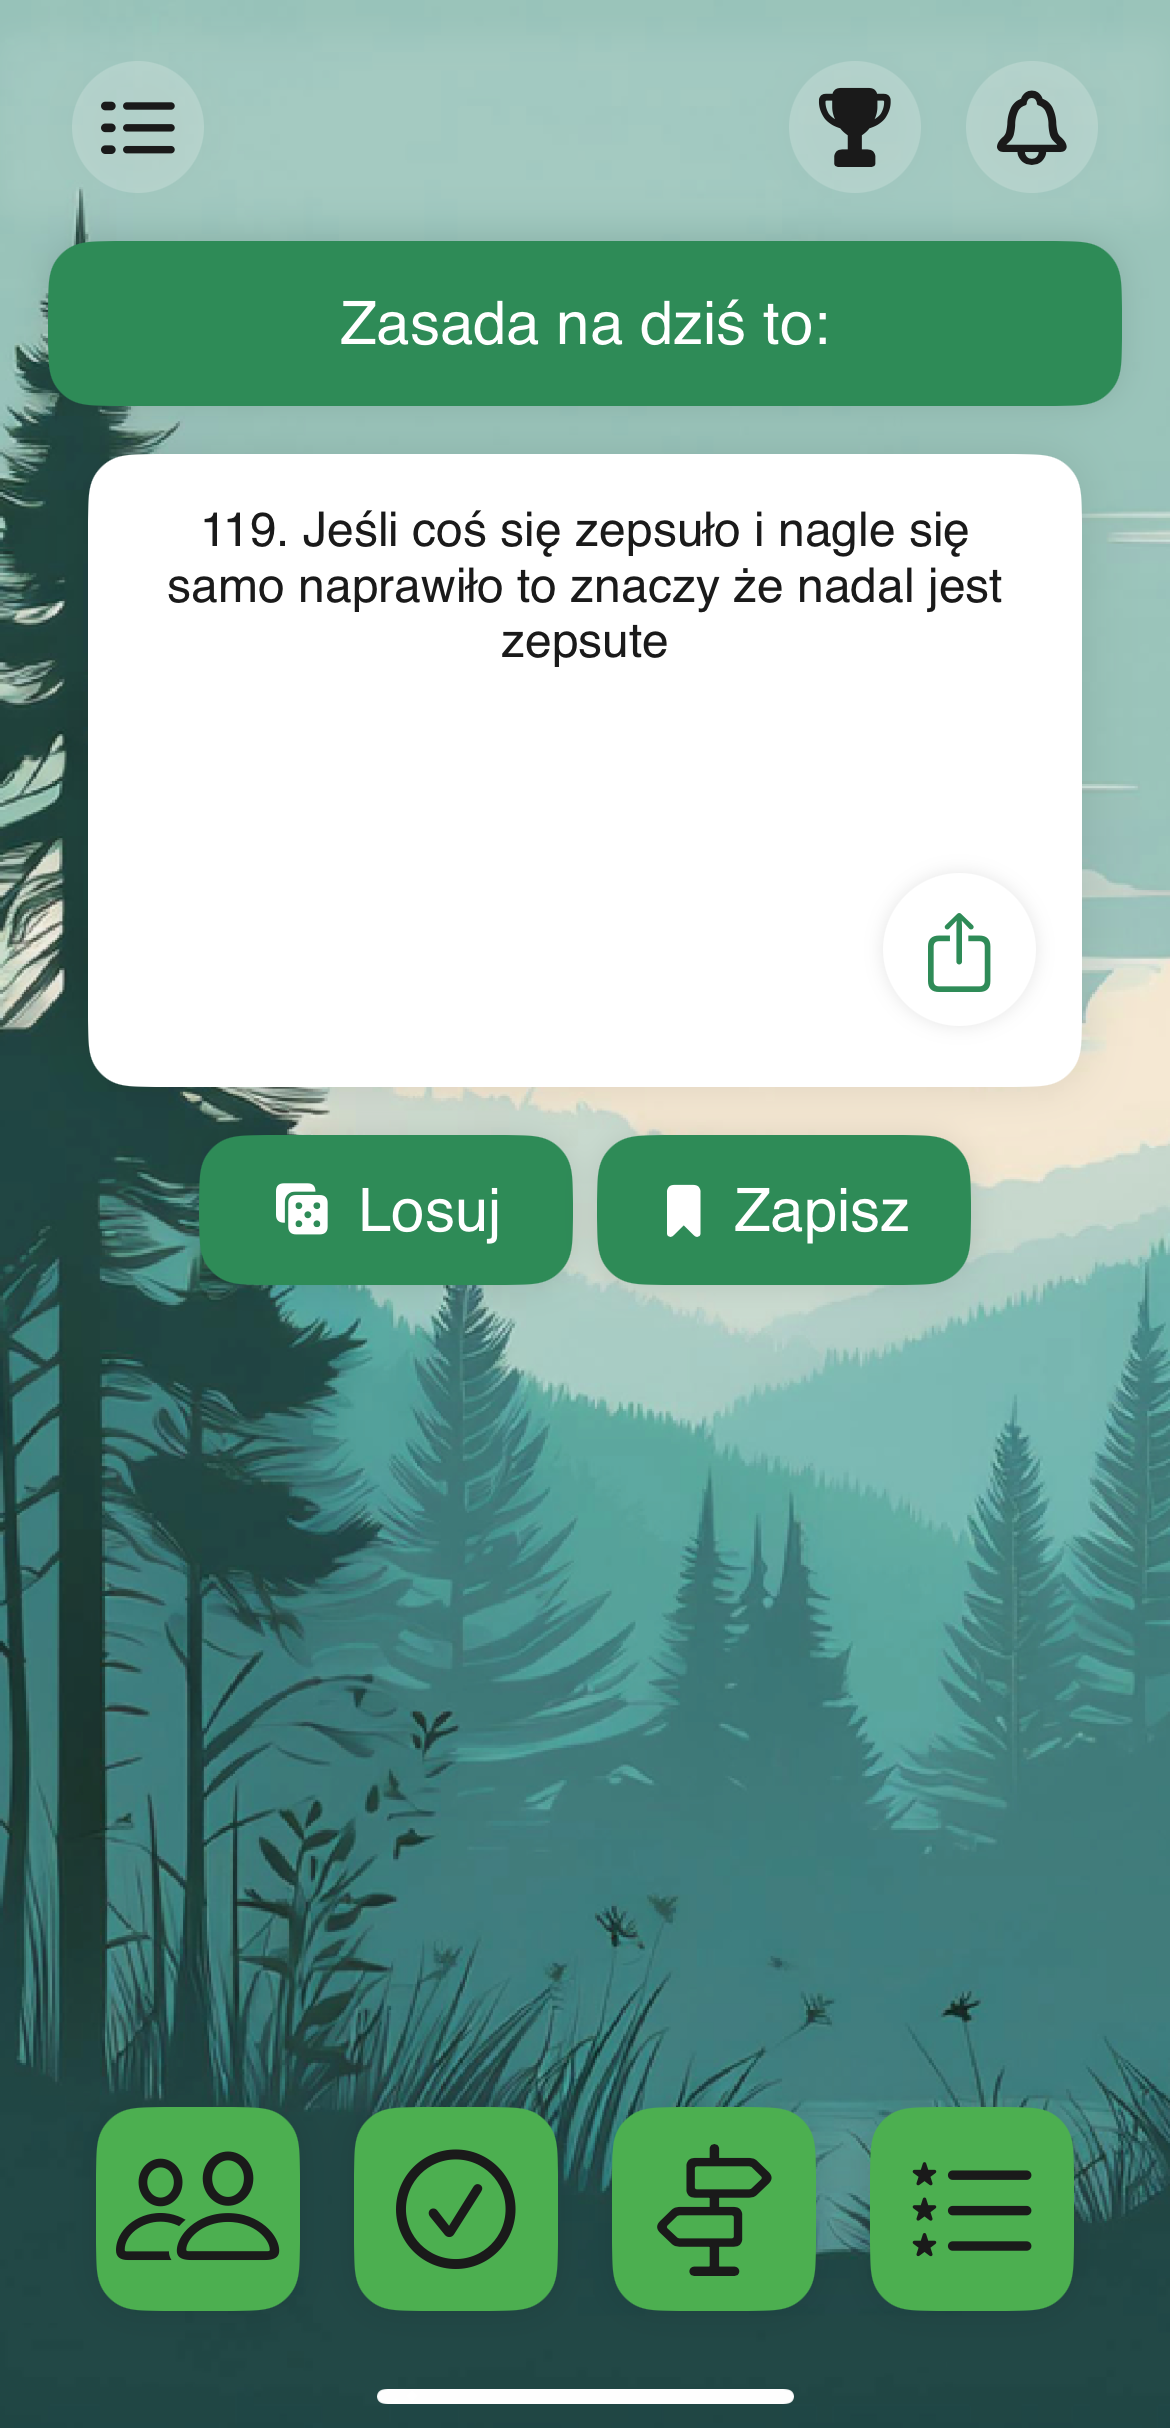 Zasada na dziś to:
119. Jeśli coś się zepsuło i nagle się
samo naprawiło to znaczy że nadal jest
zepsute
Losuj
Zapisz